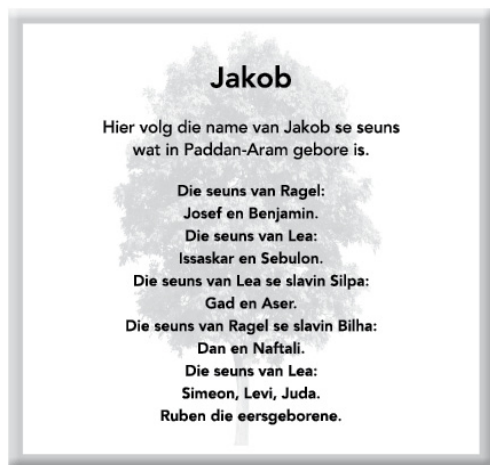 Jakob
Hier volg die name van Jakob se seuns
wat in Paddan-Aram gebore is.
Die seuns van Ragel:
Josef en Benjamin.
Die seuns van Lea:
Issaskar en Sebulon.
Die seuns van Lea se slavin Silpa:
Gad en Aser.
Die seuns van Ragel se slavin Bilha:
Dan en Naftali.
Die seuns van Lea:
Simeon, Levi, Juda.
Ruben die eersgeborene.